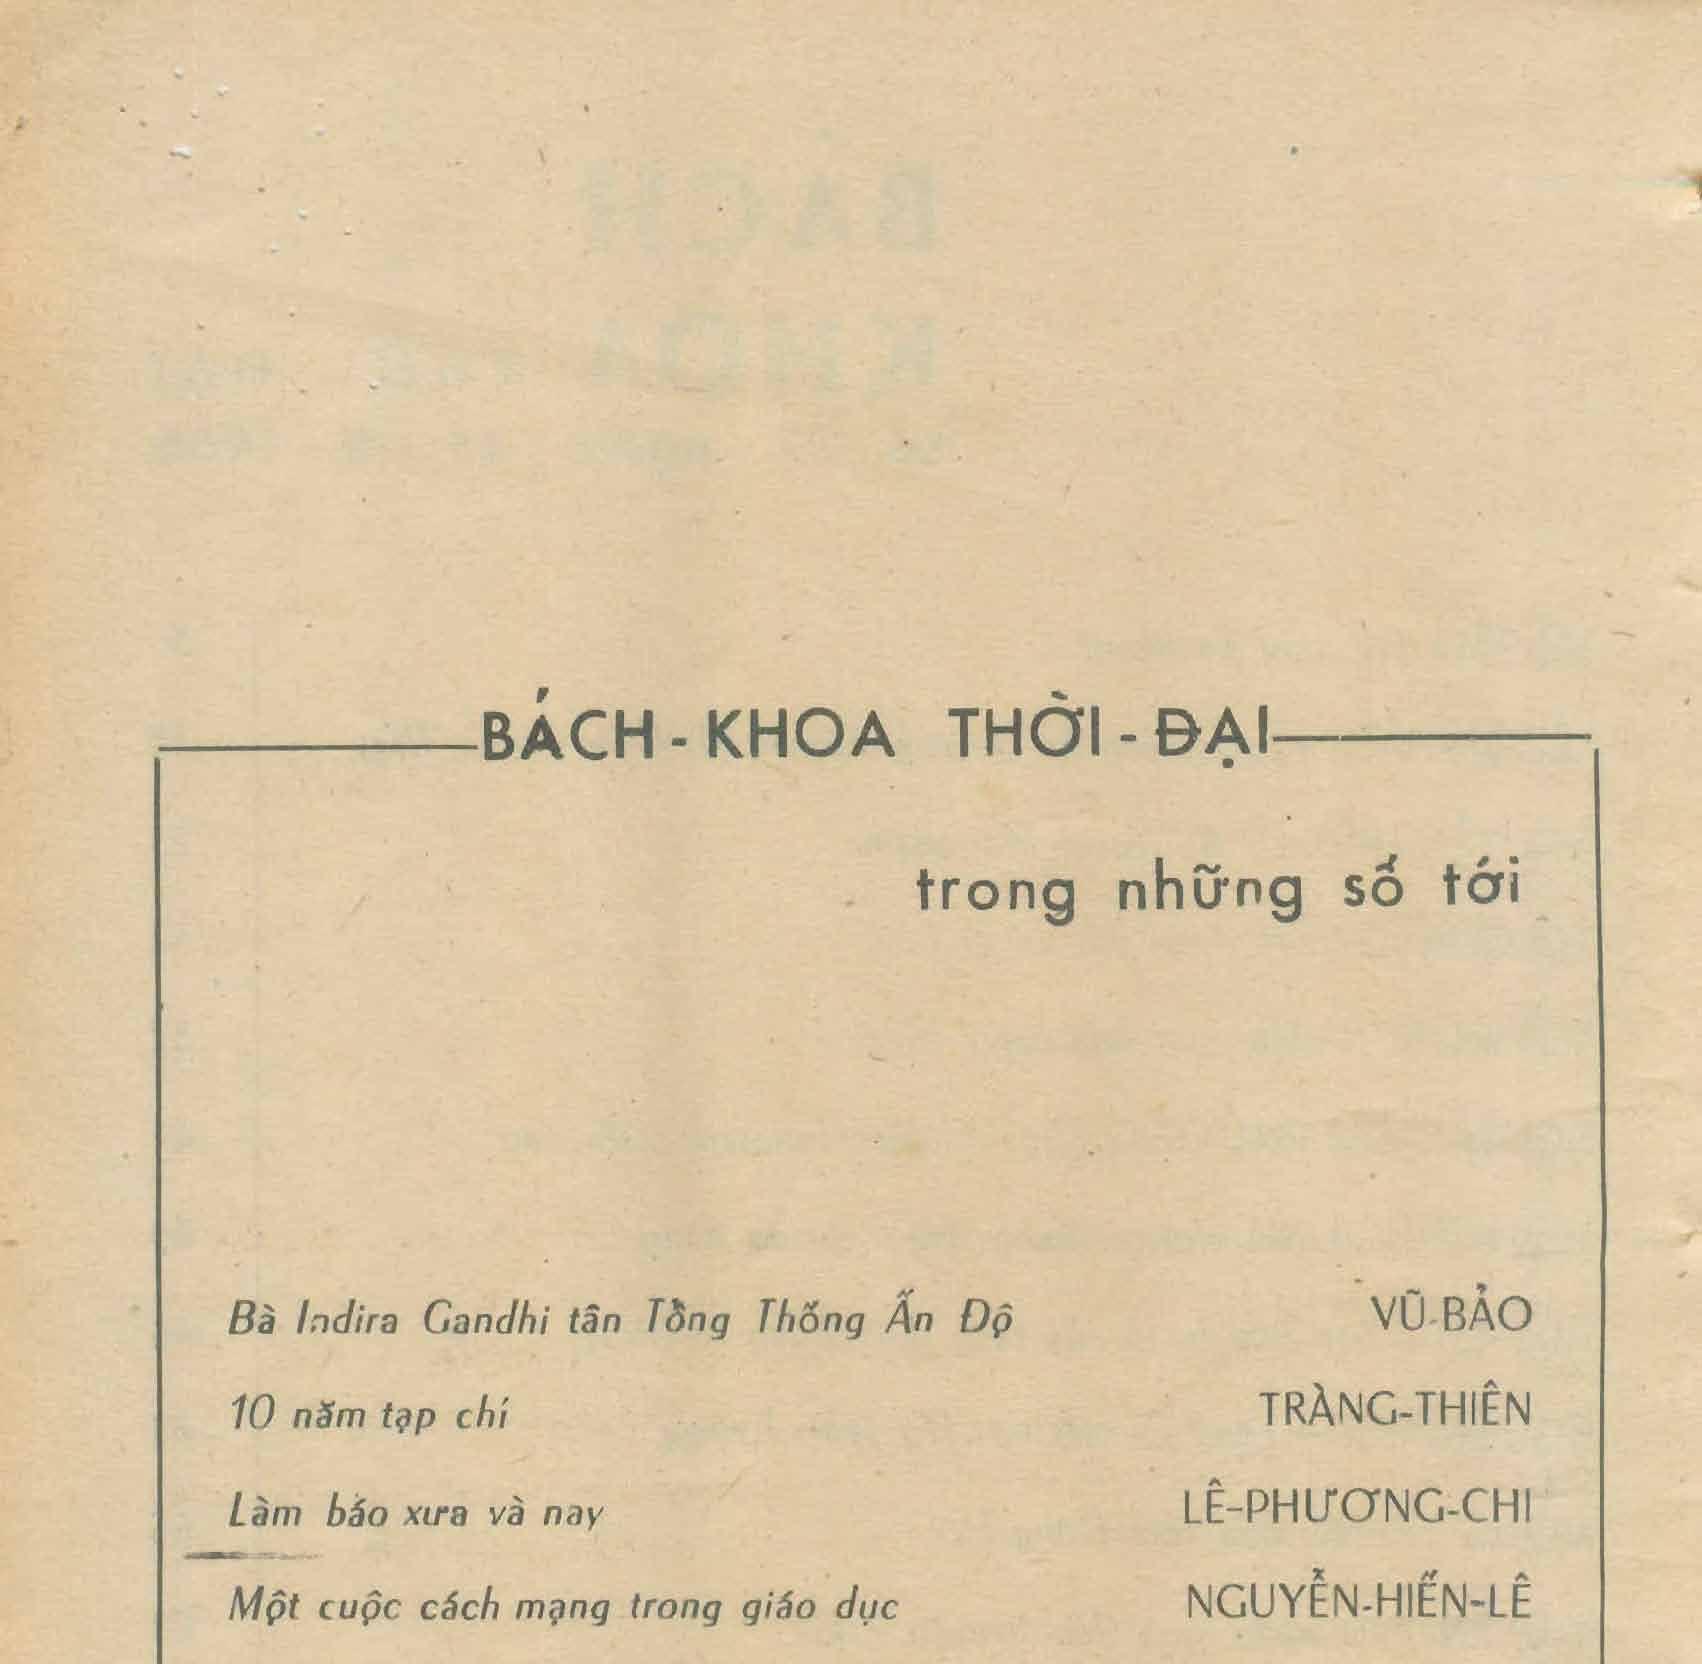 BÁCH-KHOA THỜI-ĐẠI
trong những số tới
Bà Indira Gandhi tân Tổng Thống Ấn Độ VŨ-BẢO
10 năm tạp chí TRÀNG-THIÊN
Làm báo xưa và nay LÊ-PHƯƠNG-CHI
Một cuộc cách mạng trong giáo dục NGUYỄN-HIẾN-LÊ